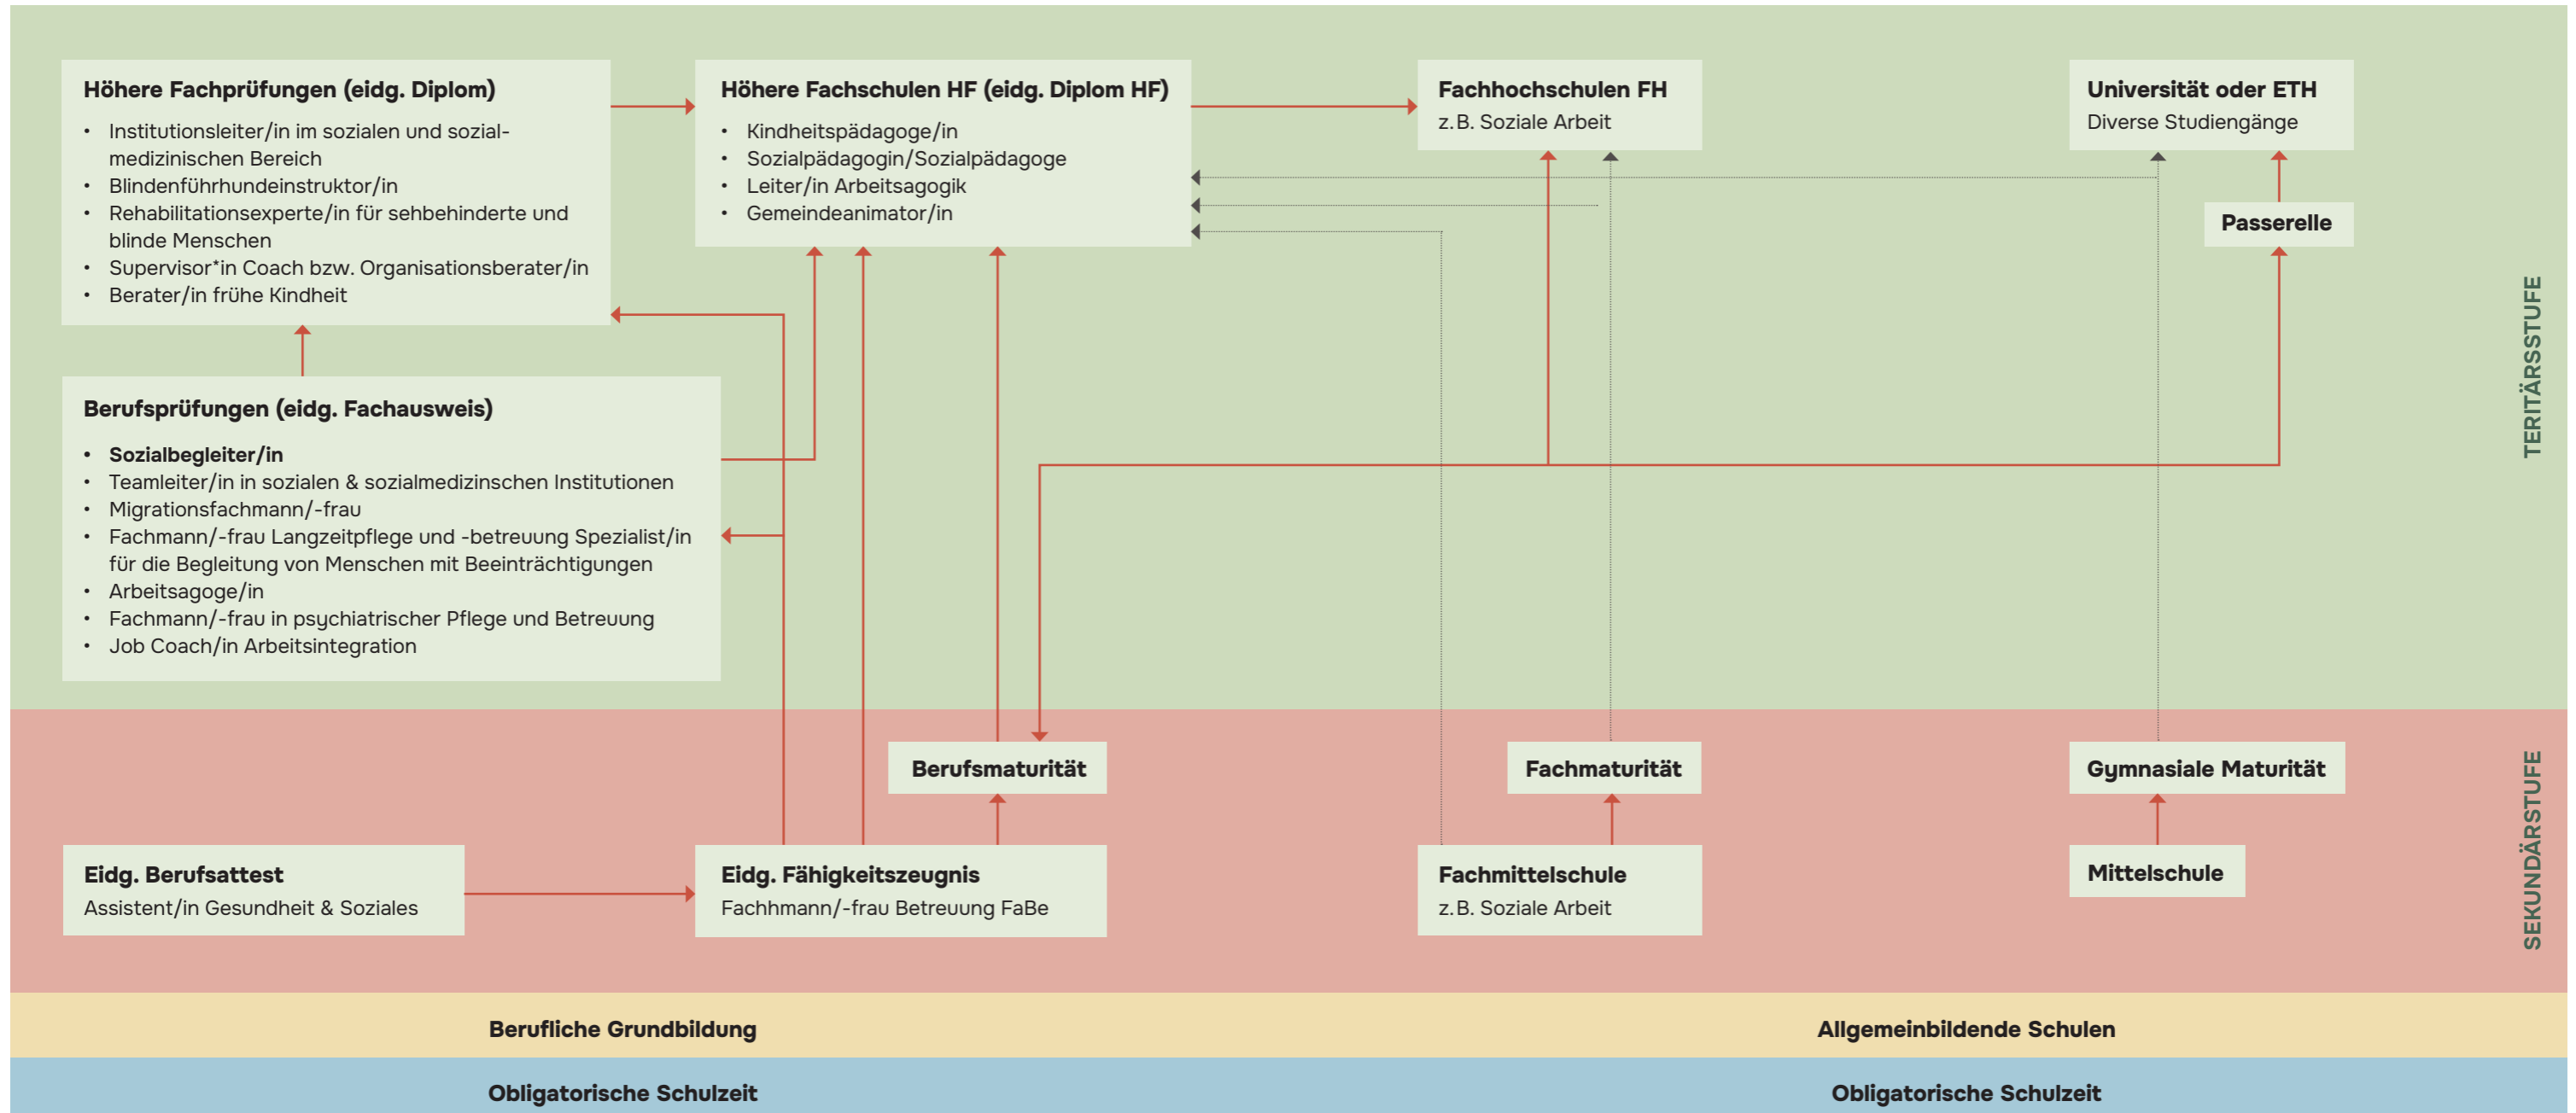 Höhere Fachprüfungen (eidg. Diplom)
• Institutionsleiter/in im sozialen und sozial-
medizinischen Bereich
• Blindenführhundeinstruktor/in
• Rehabilitationsexperte/in für sehbehinderte und
blinde Menschen
• Supervisor*in Coach bzw. Organisationsberater/in
• Berater/in frühe Kindheit
Höhere Fachschulen HF (eidg. Diplom HF)
• Kindheitspädagoge/in
• Sozialpädagogin/Sozialpädagoge
• Leiter/in Arbeitsagogik
• Gemeindeanimator/in
Fachhochschulen FH
z.B. Soziale Arbeit
Universität oder ETH
Diverse Studiengänge
Passerelle
TERITÄRSSTUFE
Berufsprüfungen (eidg. Fachausweis)
• Sozialbegleiter/in
• Teamleiter/in in sozialen & sozialmedizinschen Institutionen
• Migrationsfachmann/-frau
• Fachmann/-frau Langzeitpflege und -betreuung Spezialist/in
für die Begleitung von Menschen mit Beeinträchtigungen
• Arbeitsagoge/in
• Fachmann/-frau in psychiatrischer Pflege und Betreuung
• Job Coach/in Arbeitsintegration
Berufsmaturität
Fachmaturität
Gymnasiale Maturität
SEKUNDÄRSTUFE
Eidg. Berufsattest
Assistent/in Gesundheit & Soziales
Eidg. Fähigkeitszeugnis
Fachhmann/-frau Betreuung FaBe
Fachmittelschule
z.B. Soziale Arbeit
Mittelschule
Berufliche Grundbildung
Allgemeinbildende Schulen
Obligatorische Schulzeit
Obligatorische Schulzeit